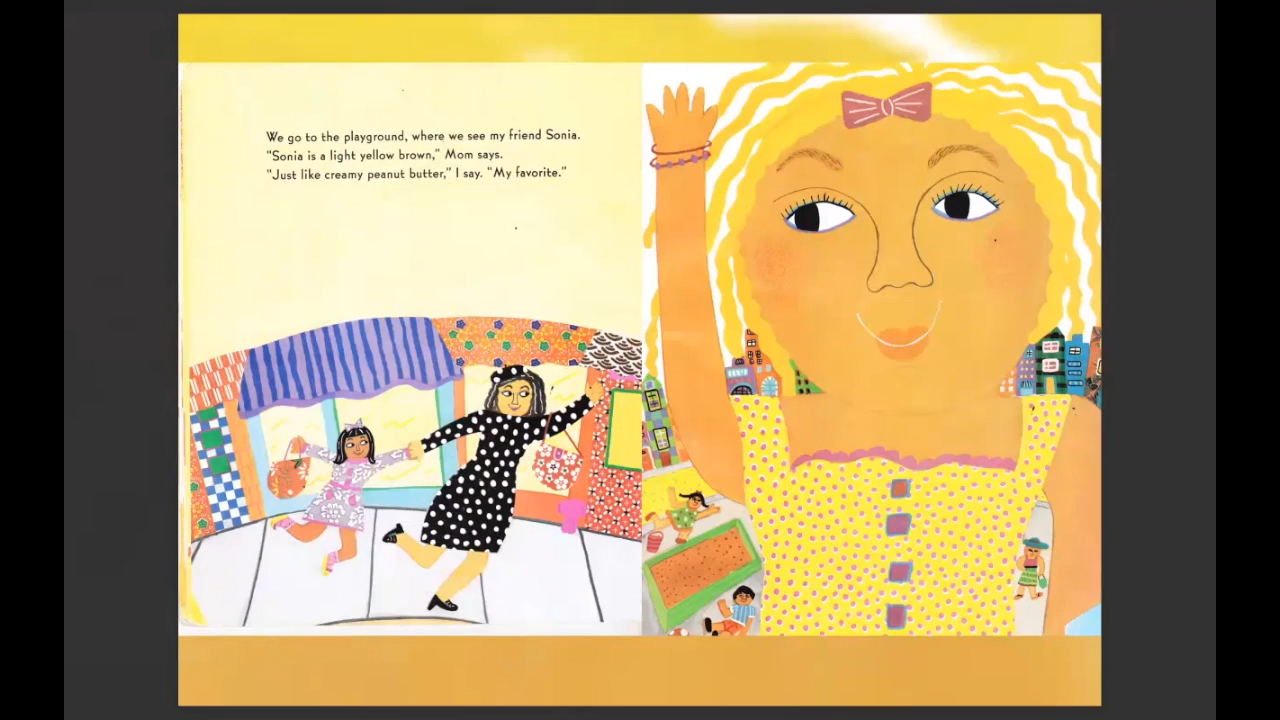 We go to the playground, where we see my friend Sonia.
"Sonia is a light yellow brown," Mom says.
"Just like creamy peanut butter," I say. "My favorite."